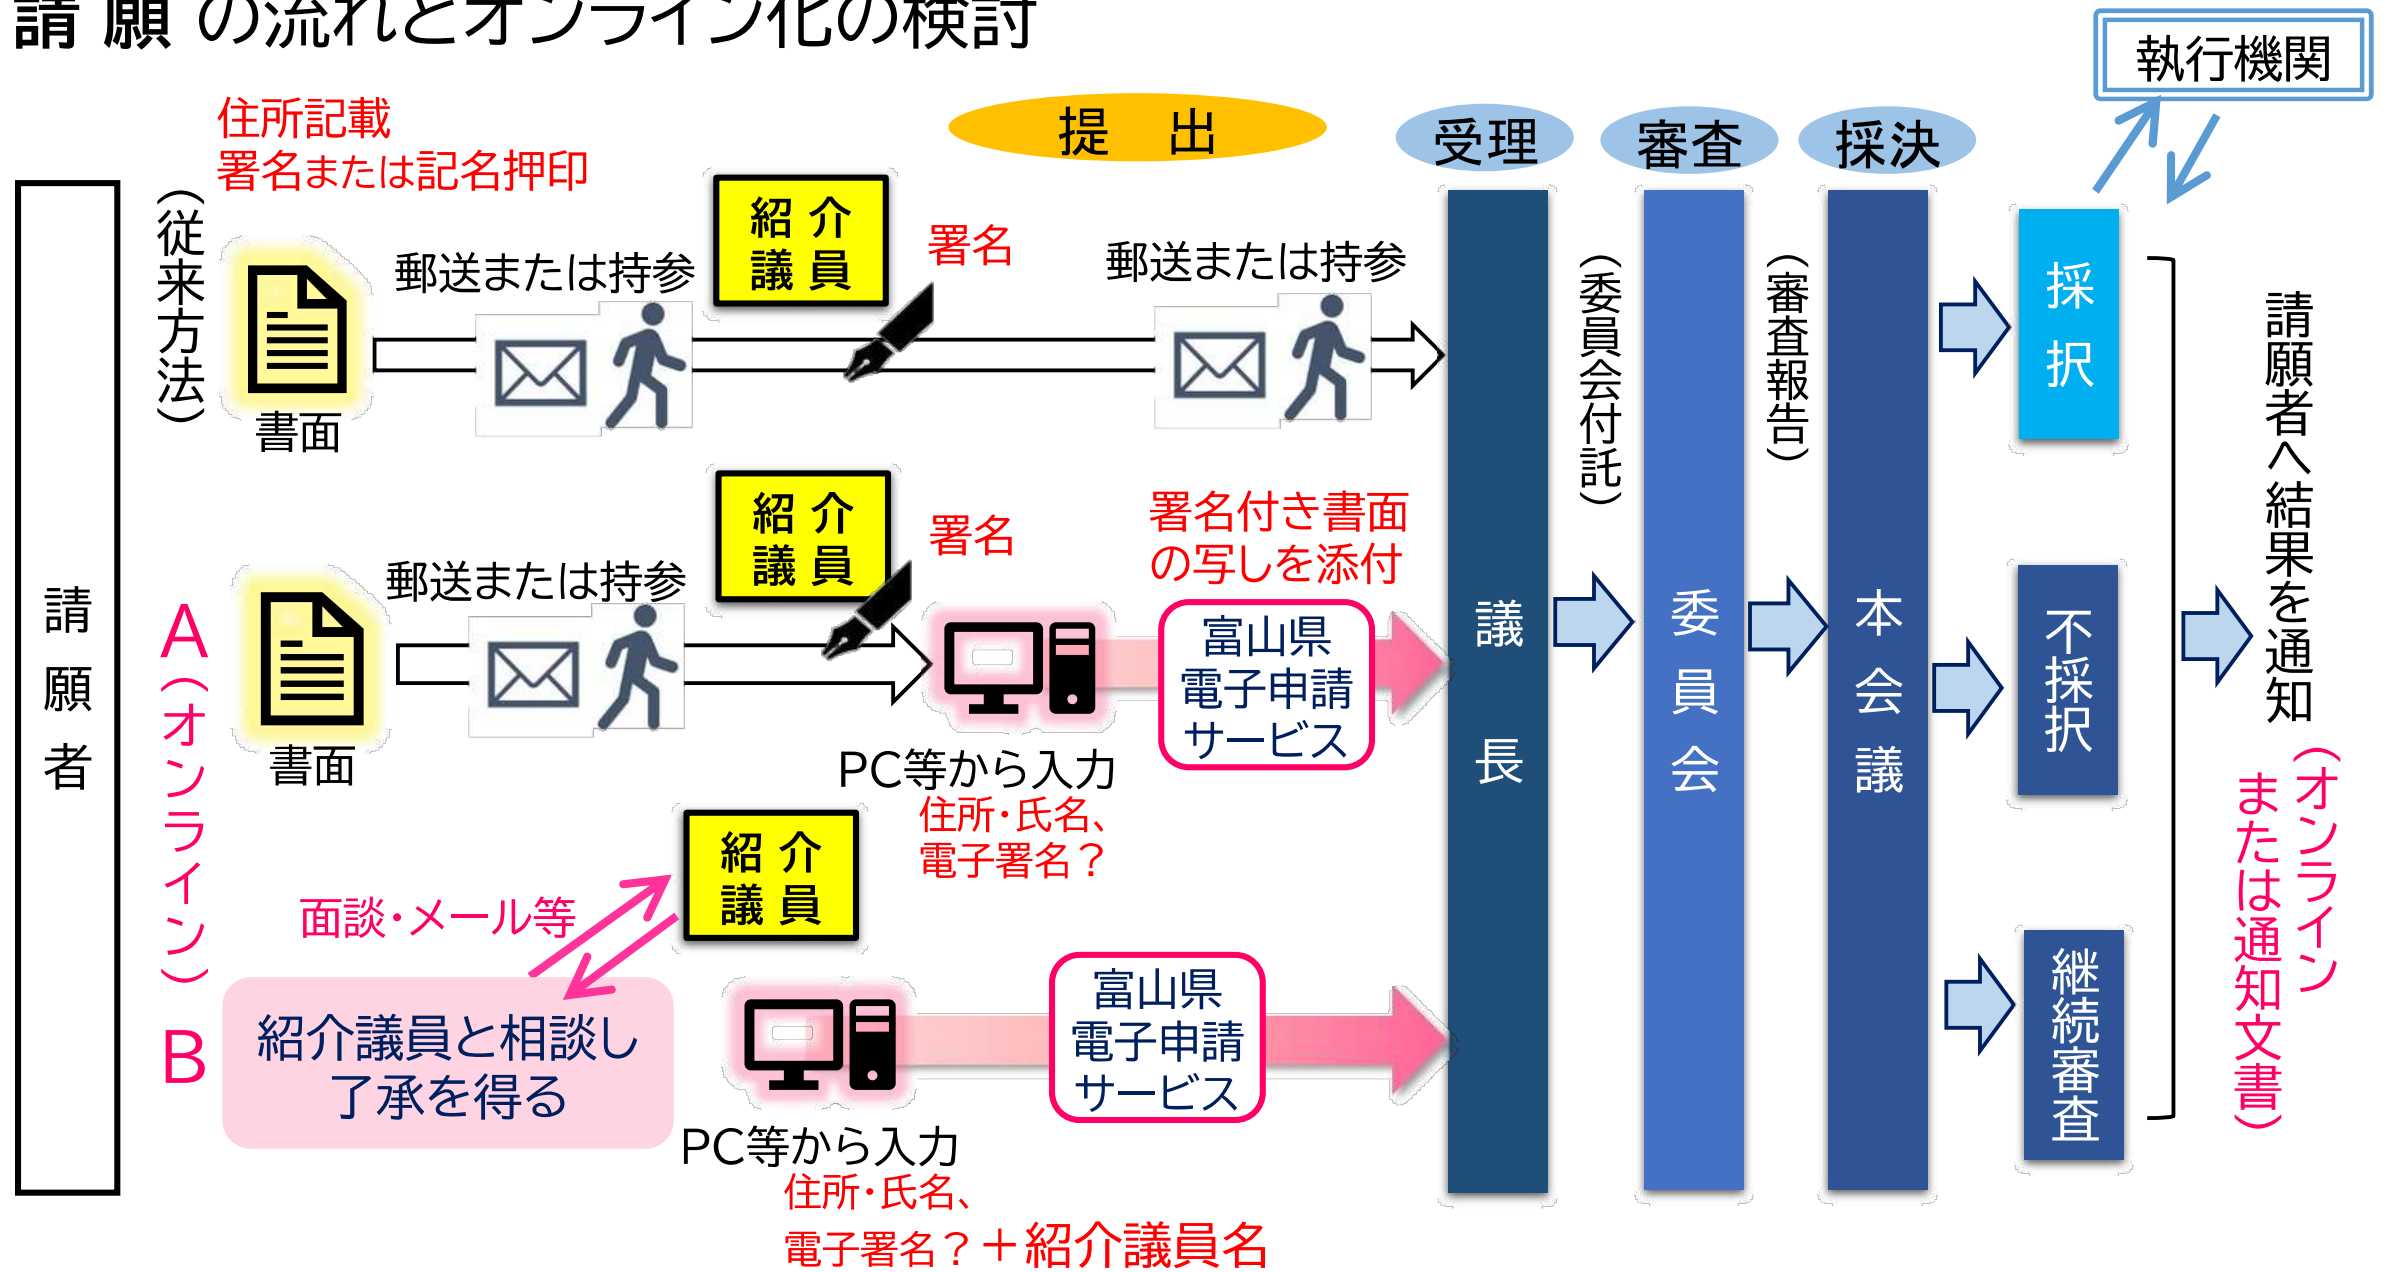 請 願 の流れとオンライン化の検討
執行機関
住所記載
署名または記名押印
提 出
受理
審査
採決
請願者
(従来方法)
書面
郵送または持参
紹 介
議 員
署名
郵送または持参
A(オンライン)
書面
郵送または持参
紹 介
議 員
署名
PC等から入力
住所・氏名、
電子署名？
署名付き書面
の写しを添付
富山県
電子申請
サービス
B
面談・メール等
紹 介
議 員
紹介議員と相談し
了承を得る
PC等から入力
住所・氏名、
電子署名？＋紹介議員名
富山県
電子申請
サービス
議長
(委員会付託)
委員会
(審査報告)
本会議
採択
不採択
継続審査
請願者へ結果を通知
(オンライン
または通知文書)